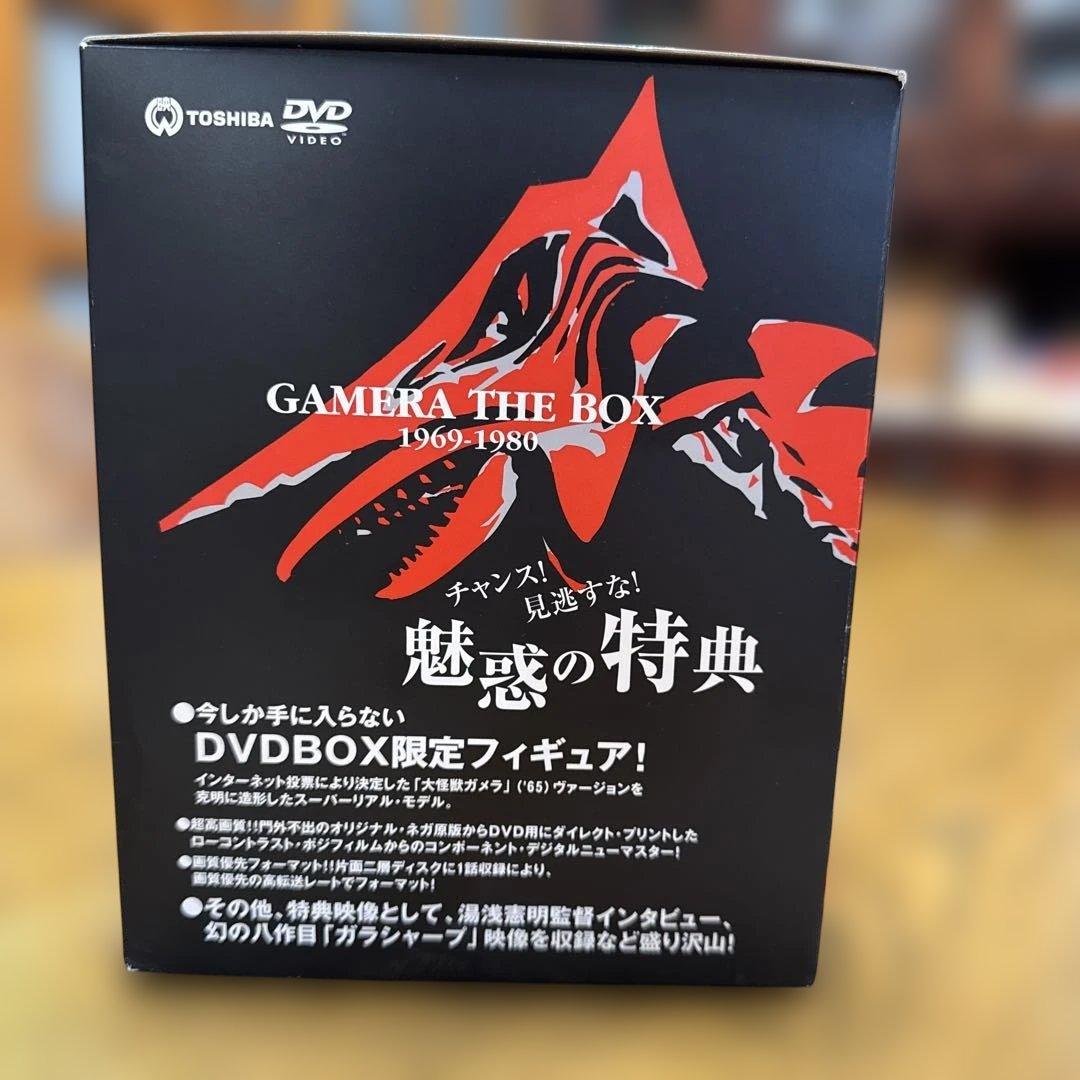 映 TOSHIBA DVD
VIDEO™
GAMERA THE BOX
1969-1980
チャンス!
見逃すな!
魅惑の特典
●今しか手に入らない
DVDBOX限定フィギュア!
インターネット投票により決定した「大怪獣ガメラ」('65)ヴァージョンを
克明に造形したスーパーリアル・モデル。
●超高画質!!門外不出のオリジナル・ネガ原版からDVD用にダイレクト・プリントした
ローコントラスト・ポジフィルムからのコンポーネント・デジタルニューマスター!
●画質優先フォーマット!!片面二層ディスクに1話収録により、
画質優先の高転送レートでフォーマット!
●その他、特典映像として、湯浅憲明監督インタビュー、
幻の八作目「ガラシャープ」映像を収録など盛り沢山!